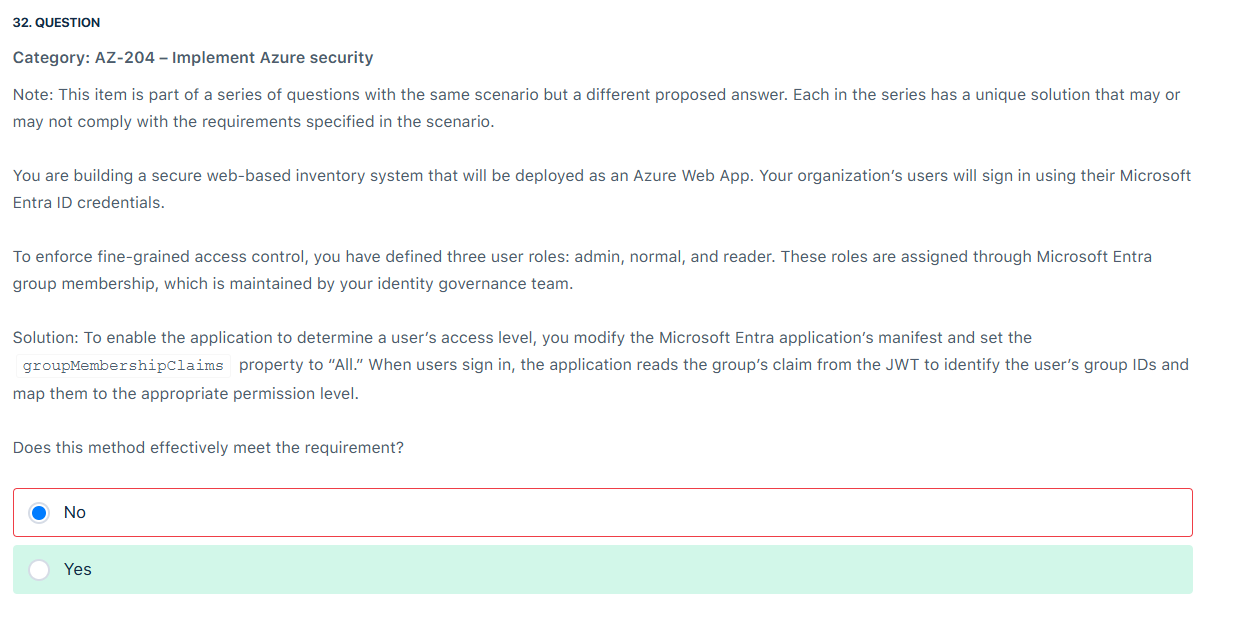 32. QUESTION
Category: AZ-204 – Implement Azure security
Note: This item is part of a series of questions with the same scenario but a different proposed answer. Each in the series has a unique solution that may or
may not comply with the requirements specified in the scenario.
You are building a secure web-based inventory system that will be deployed as an Azure Web App. Your organization’s users will sign in using their Microsoft
Entra ID credentials.
To enforce fine-grained access control, you have defined three user roles: admin, normal, and reader. These roles are assigned through Microsoft Entra
group membership, which is maintained by your identity governance team.
Solution: To enable the application to determine a user’s access level, you modify the Microsoft Entra application’s manifest and set the
groupMembershipClaims property to “All.” When users sign in, the application reads the group’s claim from the JWT to identify the user’s group IDs and
map them to the appropriate permission level.
Does this method effectively meet the requirement?
No
Yes